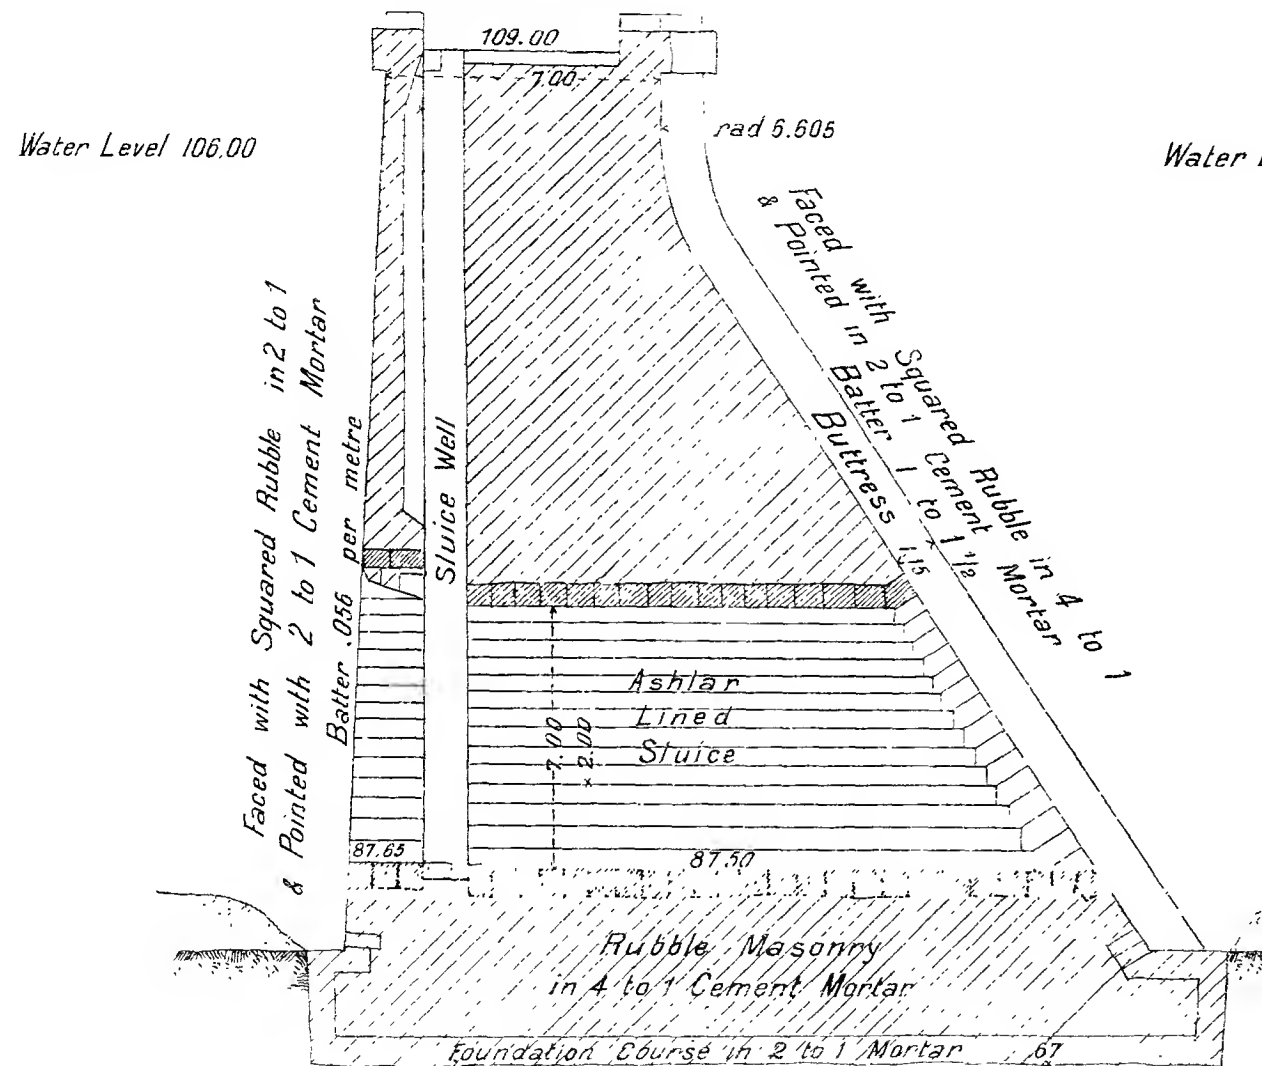 109.00
7.00
rad 6.605
Water Level 106.00
Water
Faced with Squared Rubble in 2 to 1
& Pointed with 2 to 1 Cement Mortar
Batter .056 per metre
Sluice Well
Faced with Squared Rubble in 4 to 1
& Pointed in 2 to 1 Cement Mortar
Batter 1 to 1½
Buttress 1.15 ×
Ashlar
Lined
Sluice
7.00
× 2.00
87.65
87.50
Rubble Masonry
in 4 to 1 Cement Mortar
Foundation Course in 2 to 1 Mortar
67